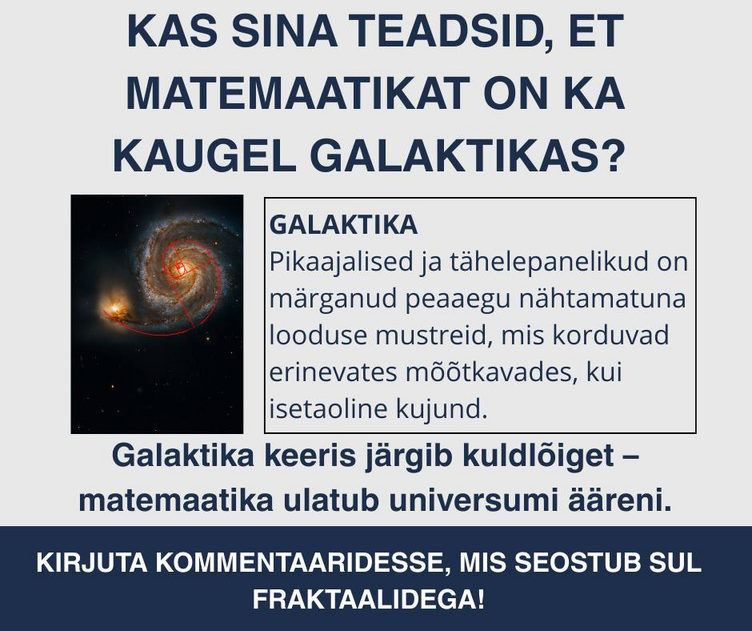 KAS SINA TEADSID, ET
MATEMAATIKAT ON KA
KAUGEL GALAKTIKAS?
GALAKTIKA
Pikaajalised ja tähelepanelikud on
märganud peaaegu nähtamatuna
looduse mustreid, mis korduvad
erinevates mõõtkavades, kui
isetaoline kujund.
Galaktika keeris järgib kuldlõiget –
matemaatika ulatub universumi ääreni.
KIRJUTA KOMMENTAARIDESSE, MIS SEOSTUB SUL
FRAKTAALIDEGA!